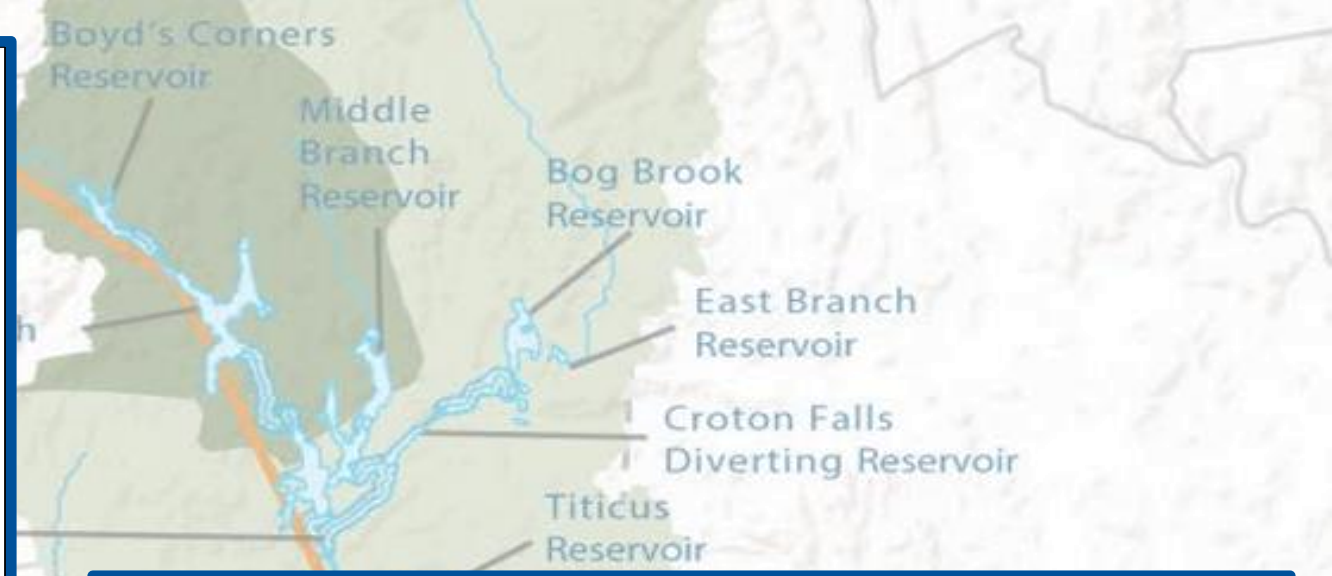 Boyd's Corners
Reservoir
Middle
Branch
Reservoir
Bog Brook
Reservoir
h
East Branch
Reservoir
Croton Falls
Diverting Reservoir
Titicus
Reservoir